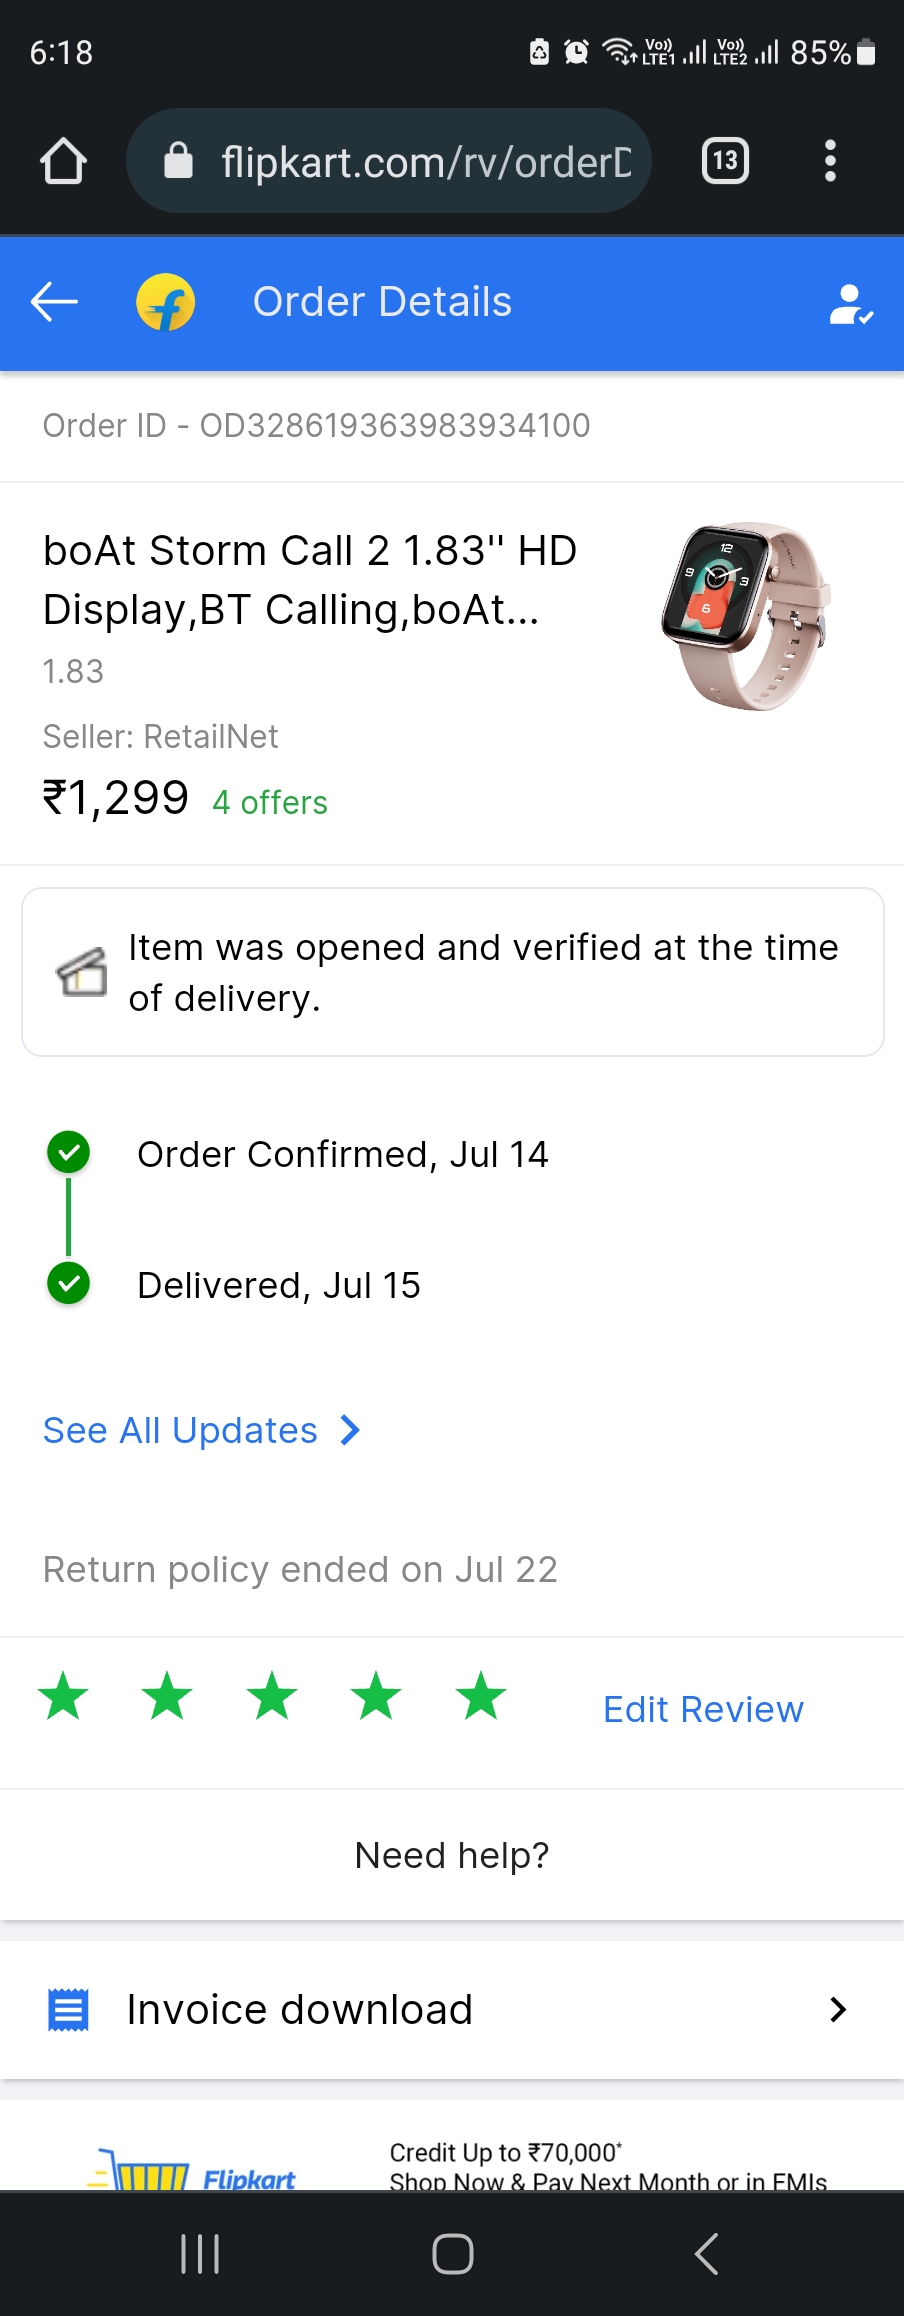 6:18
Vo)) LTE1 Vo)) LTE2 85%
flipkart.com/rv/orderD
13
Order Details
Order ID - OD328619363983934100
boAt Storm Call 2 1.83" HD
Display,BT Calling,boAt...
1.83
Seller: RetailNet
₹1,299 4 offers
12
9 3
6
Item was opened and verified at the time
of delivery.
Order Confirmed, Jul 14
Delivered, Jul 15
See All Updates
Return policy ended on Jul 22
Edit Review
Need help?
Invoice download
Flipkart
Credit Up to ₹70,000*
Shop Now & Pay Next Month or in EMIs